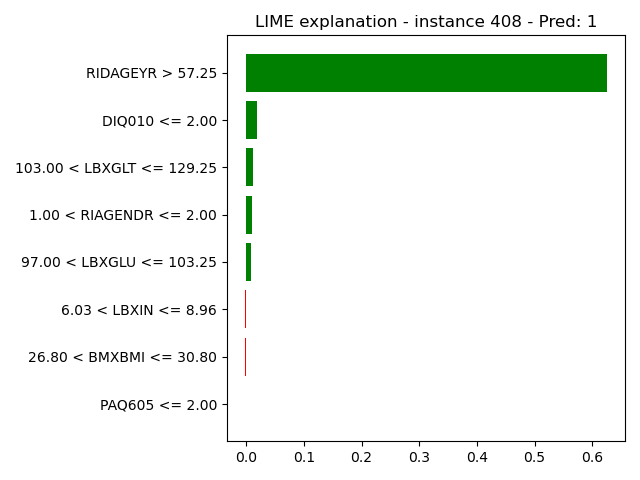 LIME explanation - instance 408 - Pred: 1
RIDAGEYR > 57.25
DIQ010 <= 2.00
103.00 < LBXGLT <= 129.25
1.00 < RIAGENDR <= 2.00
97.00 < LBXGLU <= 103.25
6.03 < LBXIN <= 8.96
26.80 < BMXBMI <= 30.80
PAQ605 <= 2.00
0.0 0.1 0.2 0.3 0.4 0.5 0.6